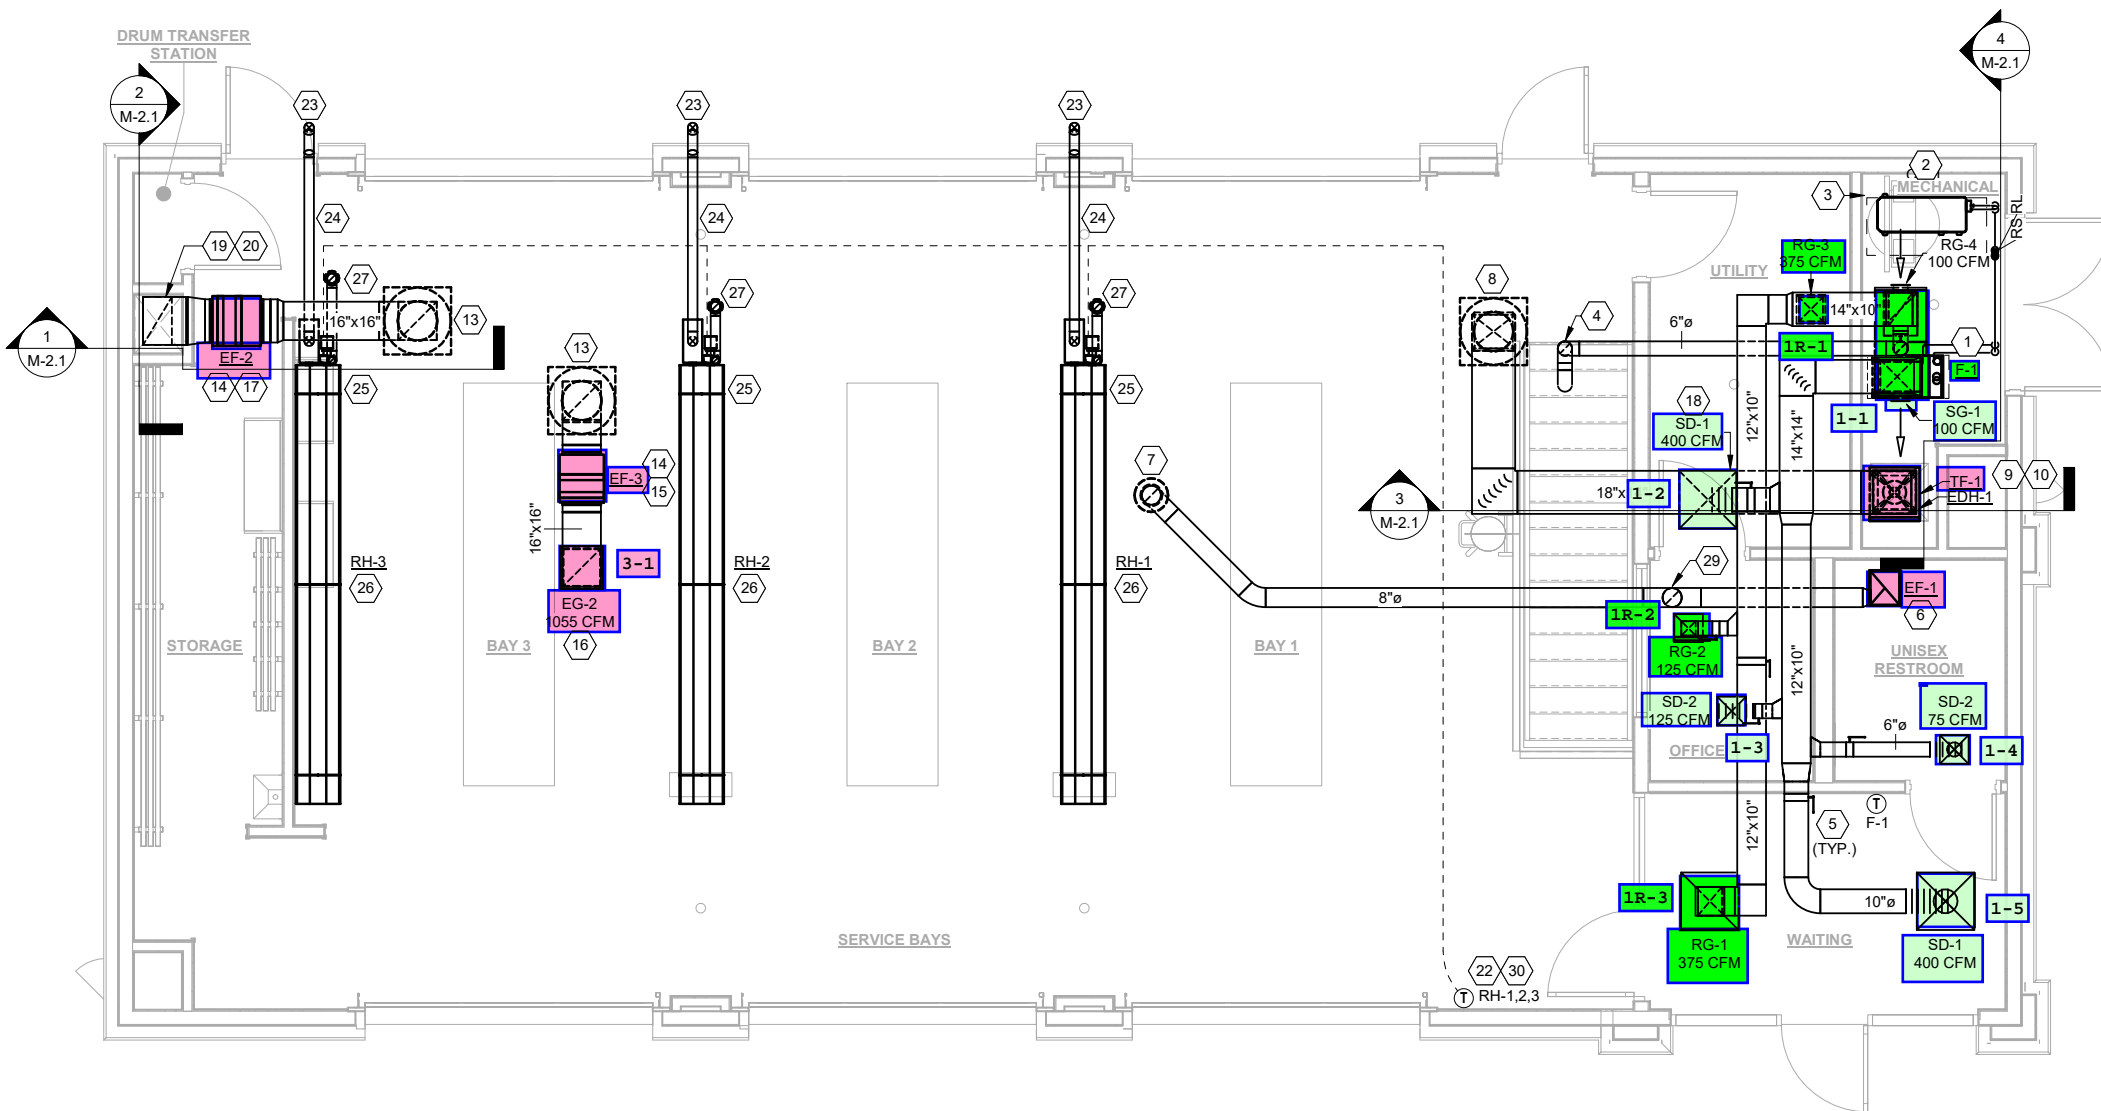 DRUM TRANSFER
STATION
2
M-2.1
23
23
23
4
M-2.1
2
MECHANICAL
3
RS RL
24
24
24
19
20
27
27
27
8
UTILITY
RG-3
375 CFM
RG-4
100 CFM
16"x16"
13
4
6"ø
14"x10"
1
M-2.1
EF-2
14
17
13
1R-1
1
F-1
25
25
25
18
SD-1
400 CFM
12"x10"
14"x14"
1-1
SG-1
100 CFM
EF-3
14
15
7
3
M-2.1
18"x
1-2
TF-1
EDH-1
9
10
16"x16"
3-1
RH-3
26
RH-2
26
RH-1
26
EG-2
1055 CFM
16
8"ø
29
EF-1
6
1R-2
RG-2
125 CFM
STORAGE
BAY 3
BAY 2
BAY 1
12"x10"
UNISEX
RESTROOM
SD-2
125 CFM
SD-2
75 CFM
6"ø
OFFICE
1-3
1-4
12"x10"
5
(TYP.)
T
F-1
1R-3
10"ø
1-5
SERVICE BAYS
RG-1
375 CFM
WAITING
SD-1
400 CFM
22
30
T
RH-1,2,3